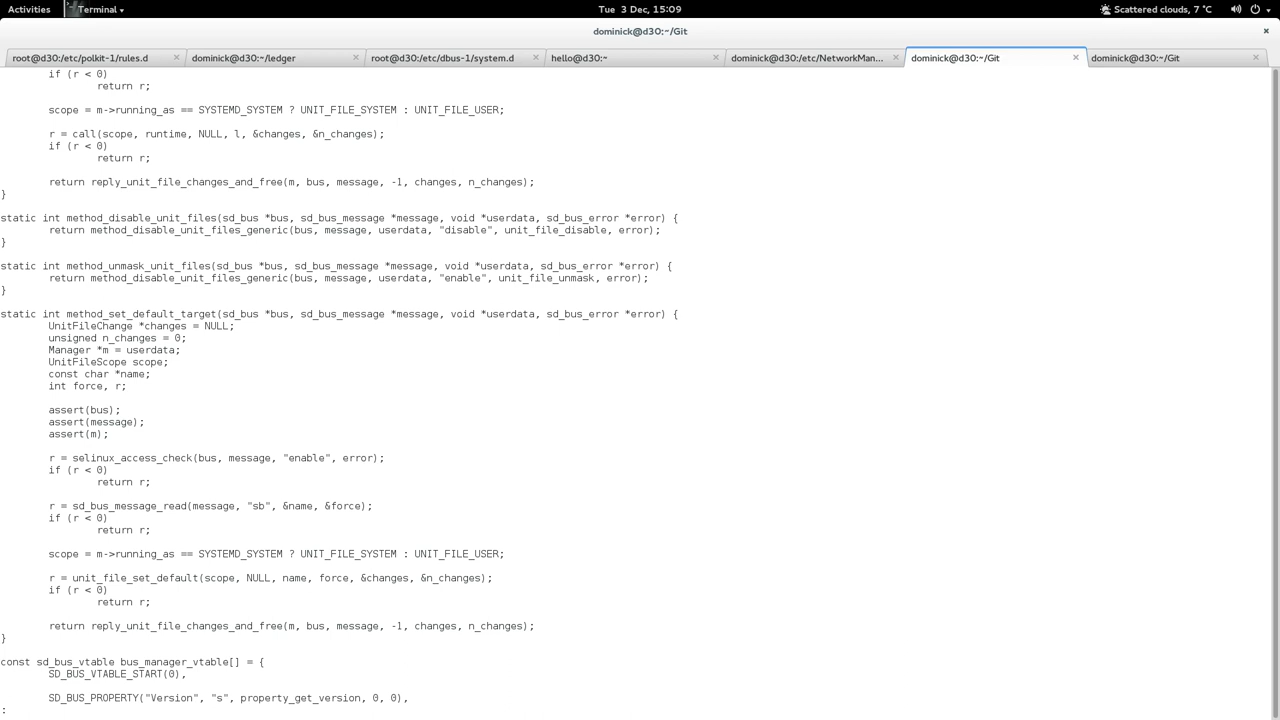 Activities Terminal ▾ Tue 3 Dec, 15:09 Scattered clouds, 7 °C
dominick@d30:~/Git ×
root@d30:/etc/polkit-1/rules.d × dominick@d30:~/ledger × root@d30:/etc/dbus-1/system.d × hello@d30:~ × dominick@d30:/etc/NetworkMan... × dominick@d30:~/Git × dominick@d30:~/Git ×
        if (r < 0)
                return r;

        scope = m->running_as == SYSTEMD_SYSTEM ? UNIT_FILE_SYSTEM : UNIT_FILE_USER;

        r = call(scope, runtime, NULL, l, &changes, &n_changes);
        if (r < 0)
                return r;

        return reply_unit_file_changes_and_free(m, bus, message, -1, changes, n_changes);
}

static int method_disable_unit_files(sd_bus *bus, sd_bus_message *message, void *userdata, sd_bus_error *error) {
        return method_disable_unit_files_generic(bus, message, userdata, "disable", unit_file_disable, error);
}

static int method_unmask_unit_files(sd_bus *bus, sd_bus_message *message, void *userdata, sd_bus_error *error) {
        return method_disable_unit_files_generic(bus, message, userdata, "enable", unit_file_unmask, error);
}

static int method_set_default_target(sd_bus *bus, sd_bus_message *message, void *userdata, sd_bus_error *error) {
        UnitFileChange *changes = NULL;
        unsigned n_changes = 0;
        Manager *m = userdata;
        UnitFileScope scope;
        const char *name;
        int force, r;

        assert(bus);
        assert(message);
        assert(m);

        r = selinux_access_check(bus, message, "enable", error);
        if (r < 0)
                return r;

        r = sd_bus_message_read(message, "sb", &name, &force);
        if (r < 0)
                return r;

        scope = m->running_as == SYSTEMD_SYSTEM ? UNIT_FILE_SYSTEM : UNIT_FILE_USER;

        r = unit_file_set_default(scope, NULL, name, force, &changes, &n_changes);
        if (r < 0)
                return r;

        return reply_unit_file_changes_and_free(m, bus, message, -1, changes, n_changes);
}

const sd_bus_vtable bus_manager_vtable[] = {
        SD_BUS_VTABLE_START(0),

        SD_BUS_PROPERTY("Version", "s", property_get_version, 0, 0),
: